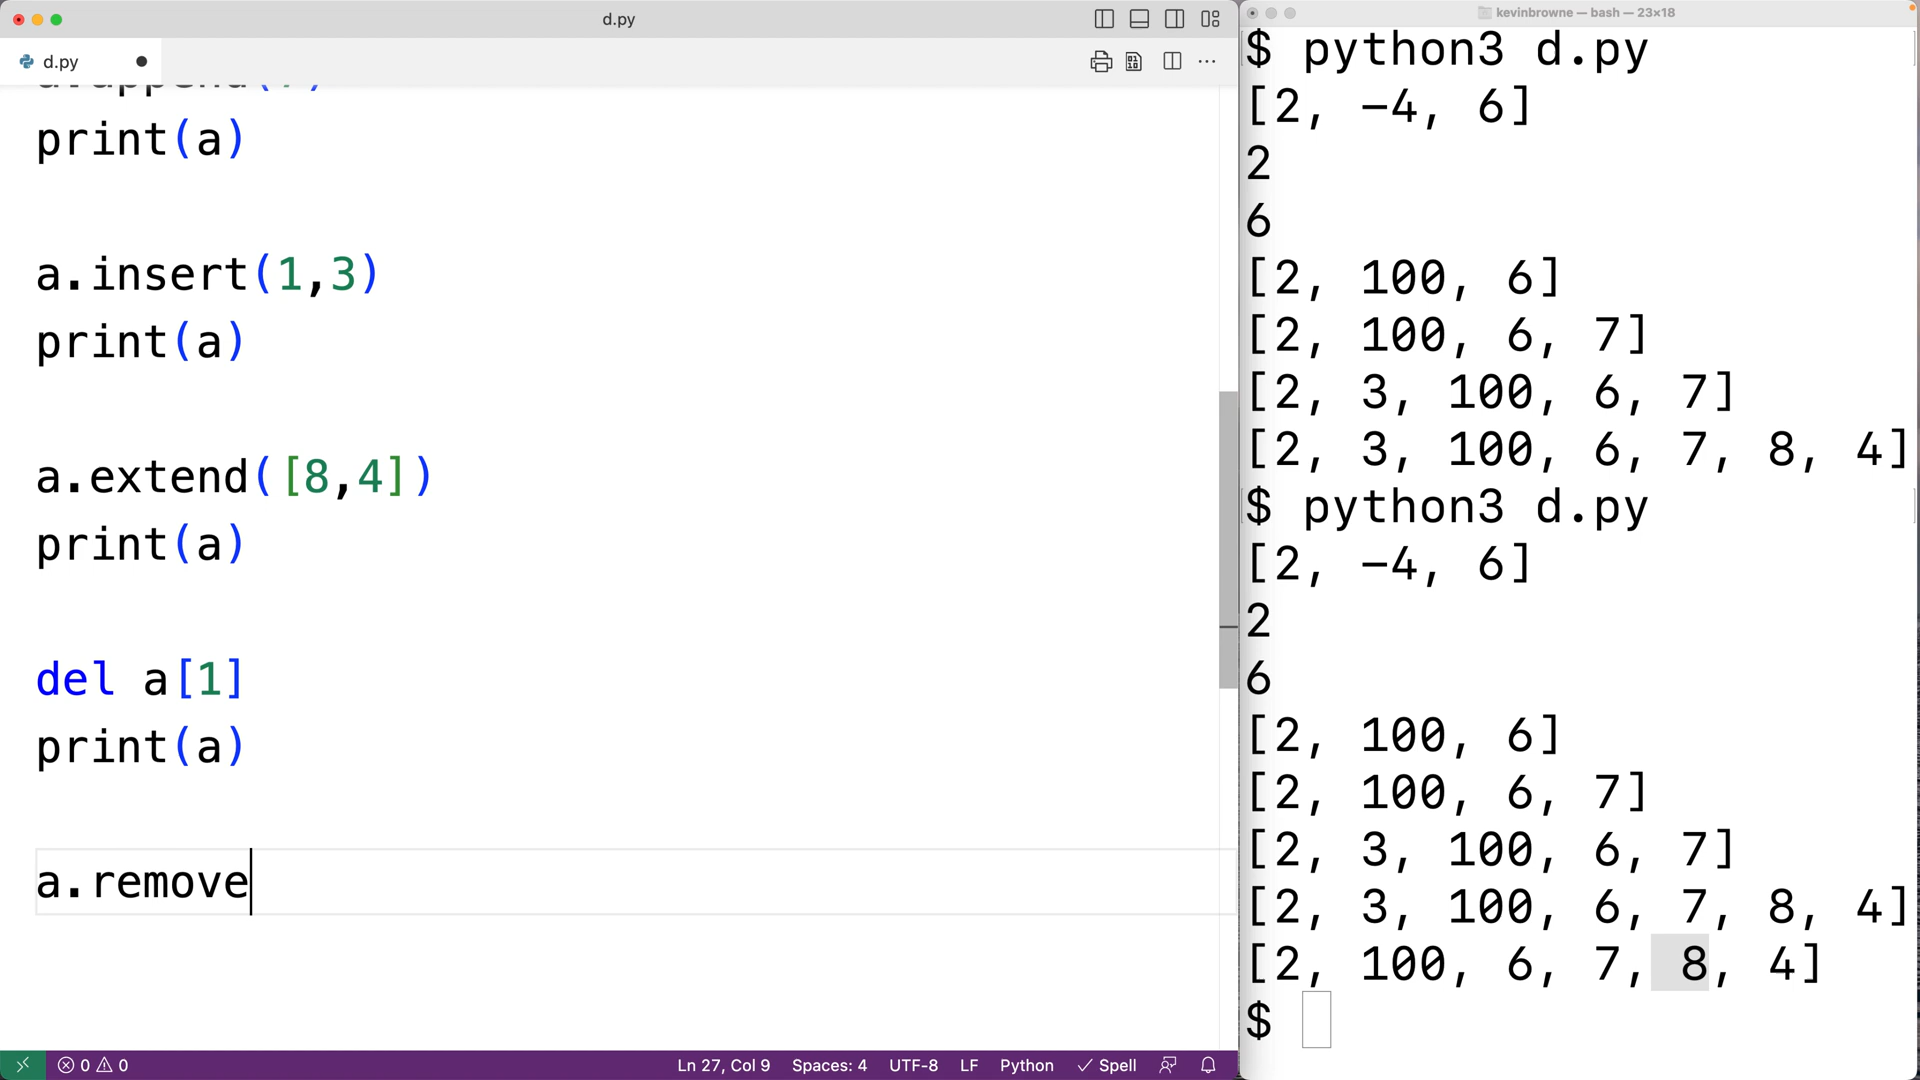 d.py
d.py
print(a)
a.insert(1,3)
print(a)
a.extend([8,4])
print(a)
del a[1]
print(a)
a.remove
0 0
Ln 27, Col 9 Spaces: 4 UTF-8 LF Python Spell
kevinbrowne — bash — 23×18
$ python3 d.py
[2, -4, 6]
2
6
[2, 100, 6]
[2, 100, 6, 7]
[2, 3, 100, 6, 7]
[2, 3, 100, 6, 7, 8, 4]
$ python3 d.py
[2, -4, 6]
2
6
[2, 100, 6]
[2, 100, 6, 7]
[2, 3, 100, 6, 7]
[2, 3, 100, 6, 7, 8, 4]
[2, 100, 6, 7, 8, 4]
$